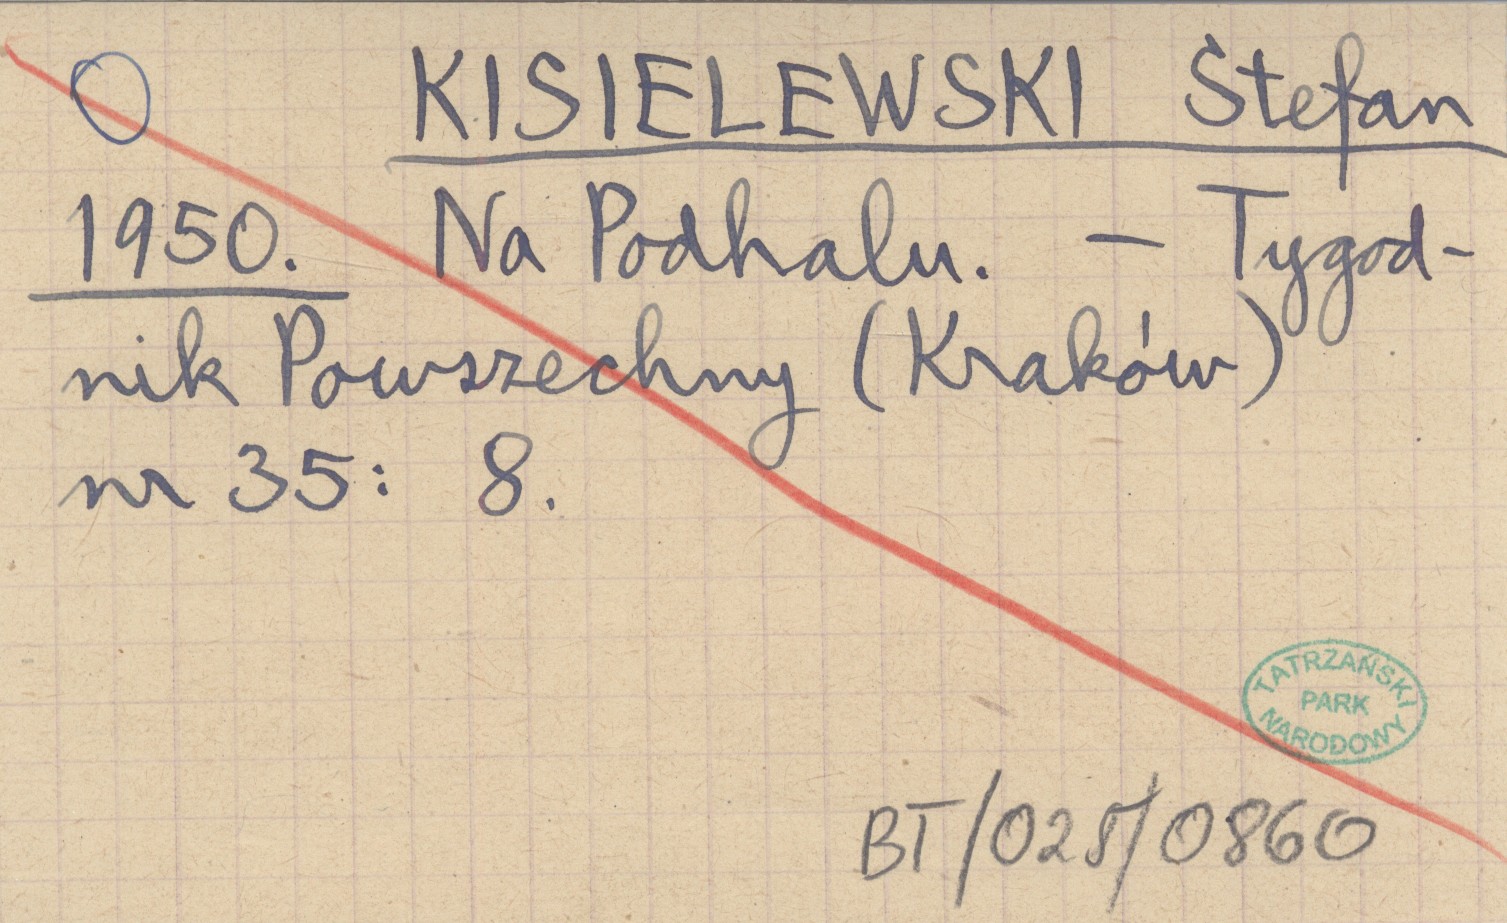 KISIELEWSKI Stefan
1950. Na Podhalu. – Tygod-
nik Powszechny (Kraków)
nr 35: 8.
TATRZAŃSKI
PARK
NARODOWY
BT/025/0860